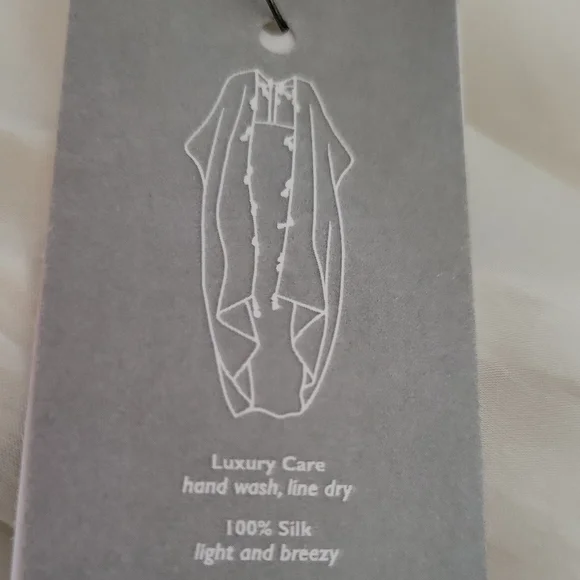 Luxury Care
hand wash, line dry
100% Silk
light and breezy